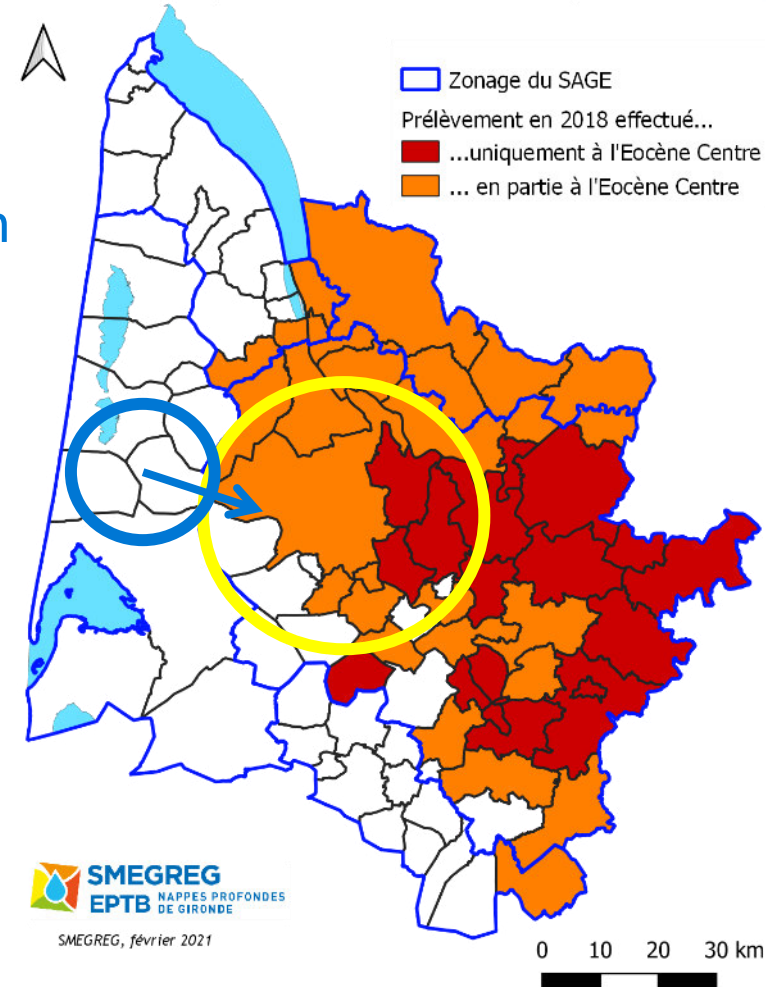 n
Zonage du SAGE
Prélèvement en 2018 effectué...
...uniquement à l'Eocène Centre
... en partie à l'Eocène Centre
SMEGREG
EPTB NAPPES PROFONDES
DE GIRONDE
SMEGREG, février 2021
0 10 20 30 km